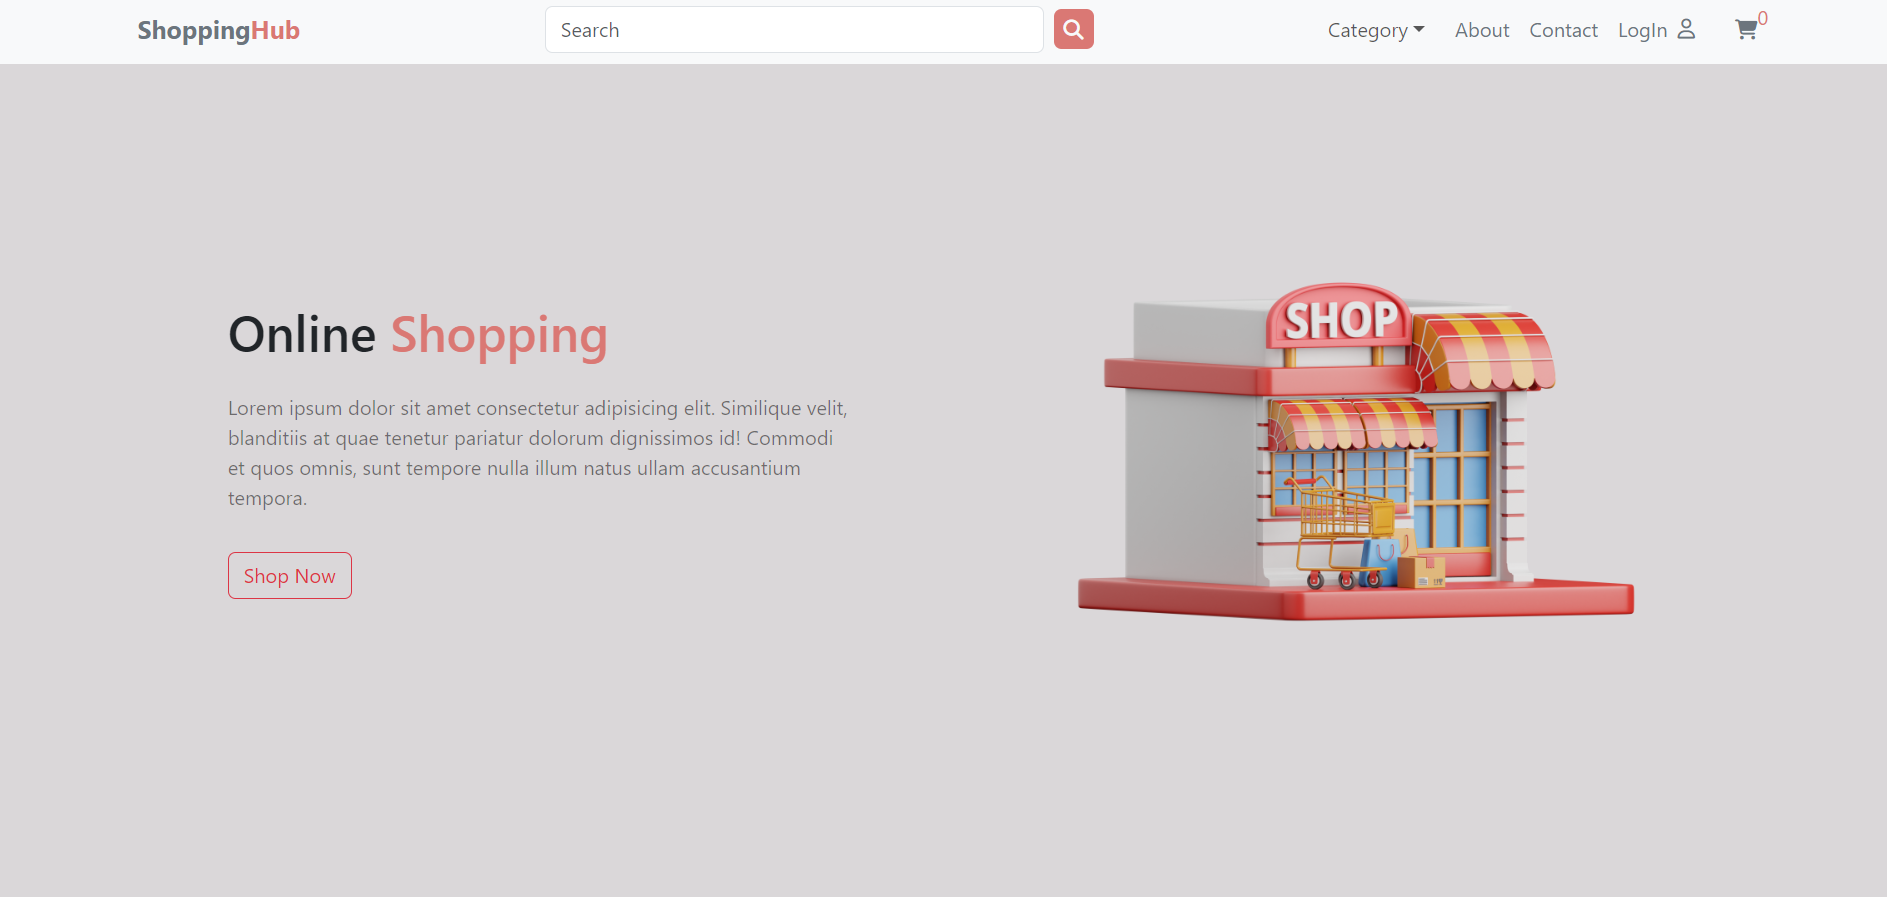 ShoppingHub
Search
Category
About
Contact
LogIn
0
Online Shopping
Lorem ipsum dolor sit amet consectetur adipisicing elit. Similique velit,
blanditiis at quae tenetur pariatur dolorum dignissimos id! Commodi
et quos omnis, sunt tempore nulla illum natus ullam accusantium
tempora.
Shop Now
SHOP